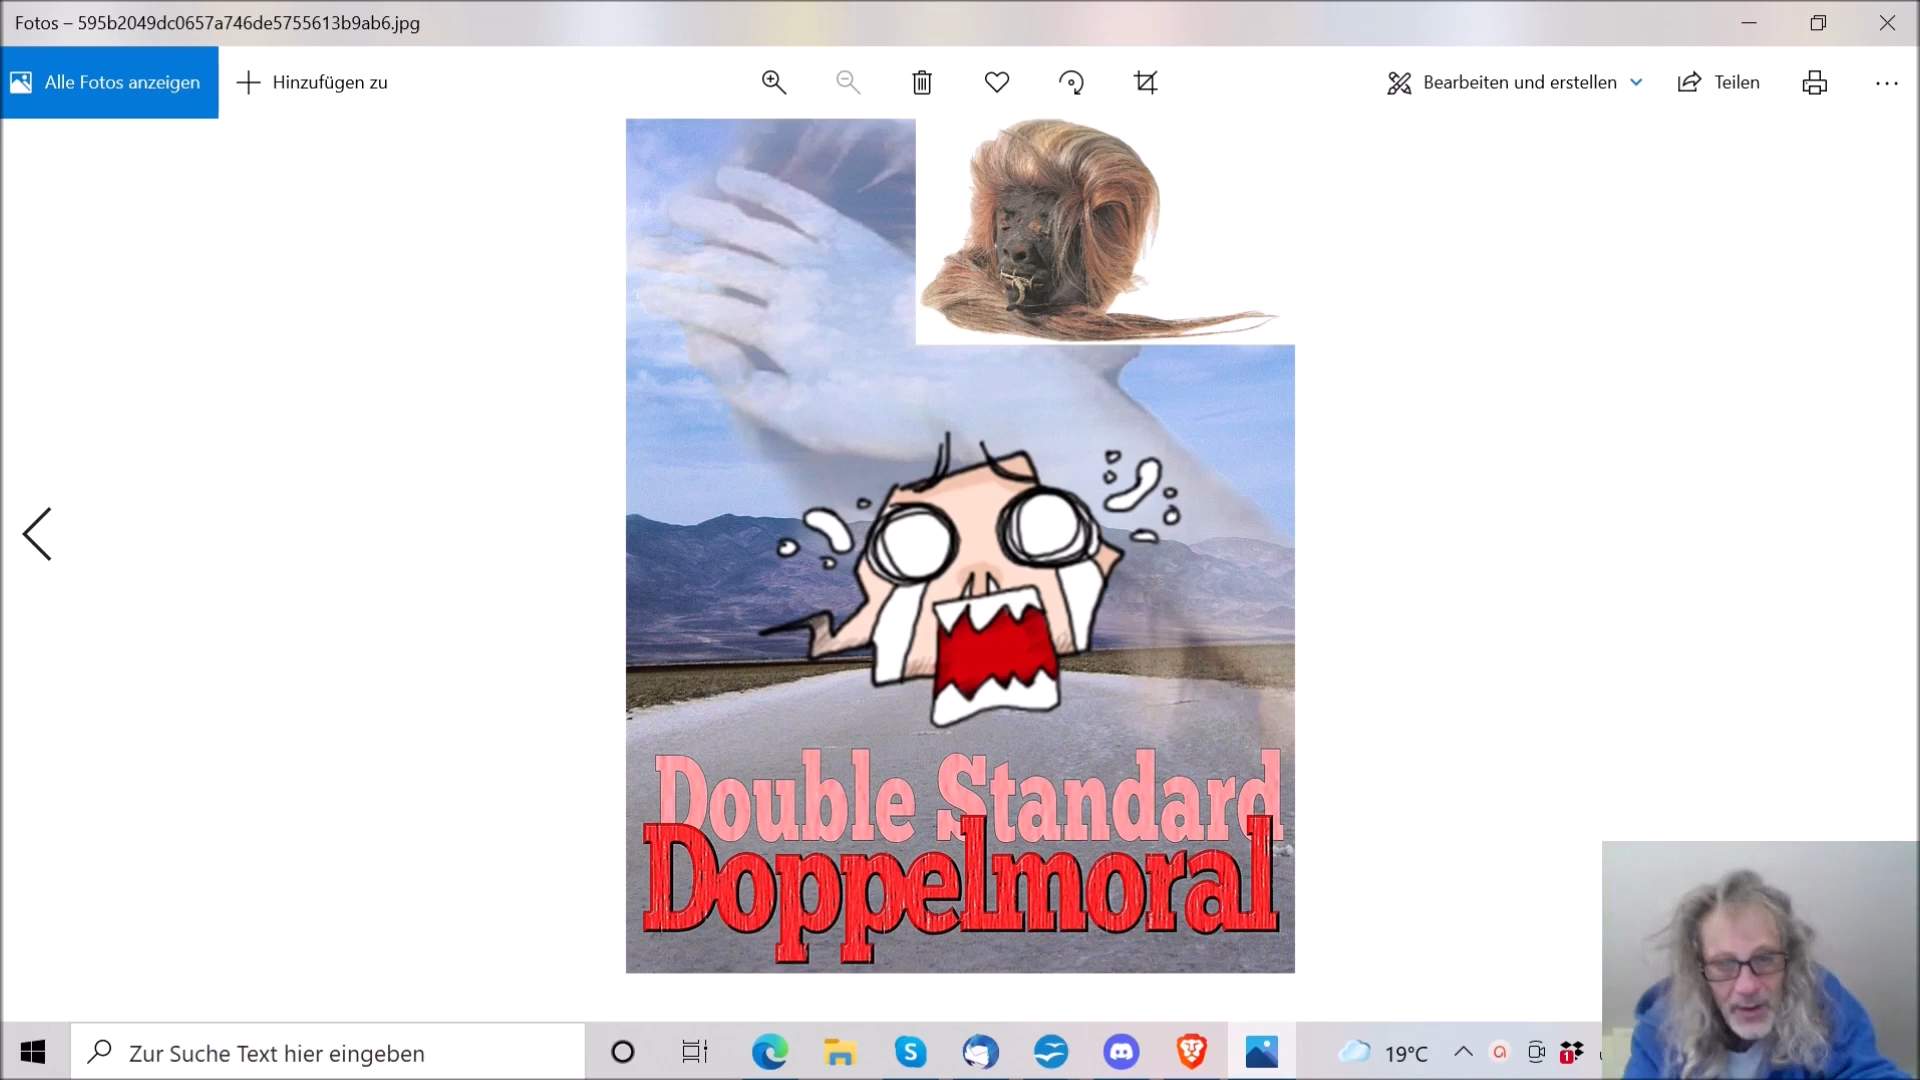 Fotos – 595b2049dc0657a746de5755613b9ab6.jpg
Alle Fotos anzeigen
Hinzufügen zu
Bearbeiten und erstellen
Teilen
Double Standard
Doppelmoral
Zur Suche Text hier eingeben
19°C
1